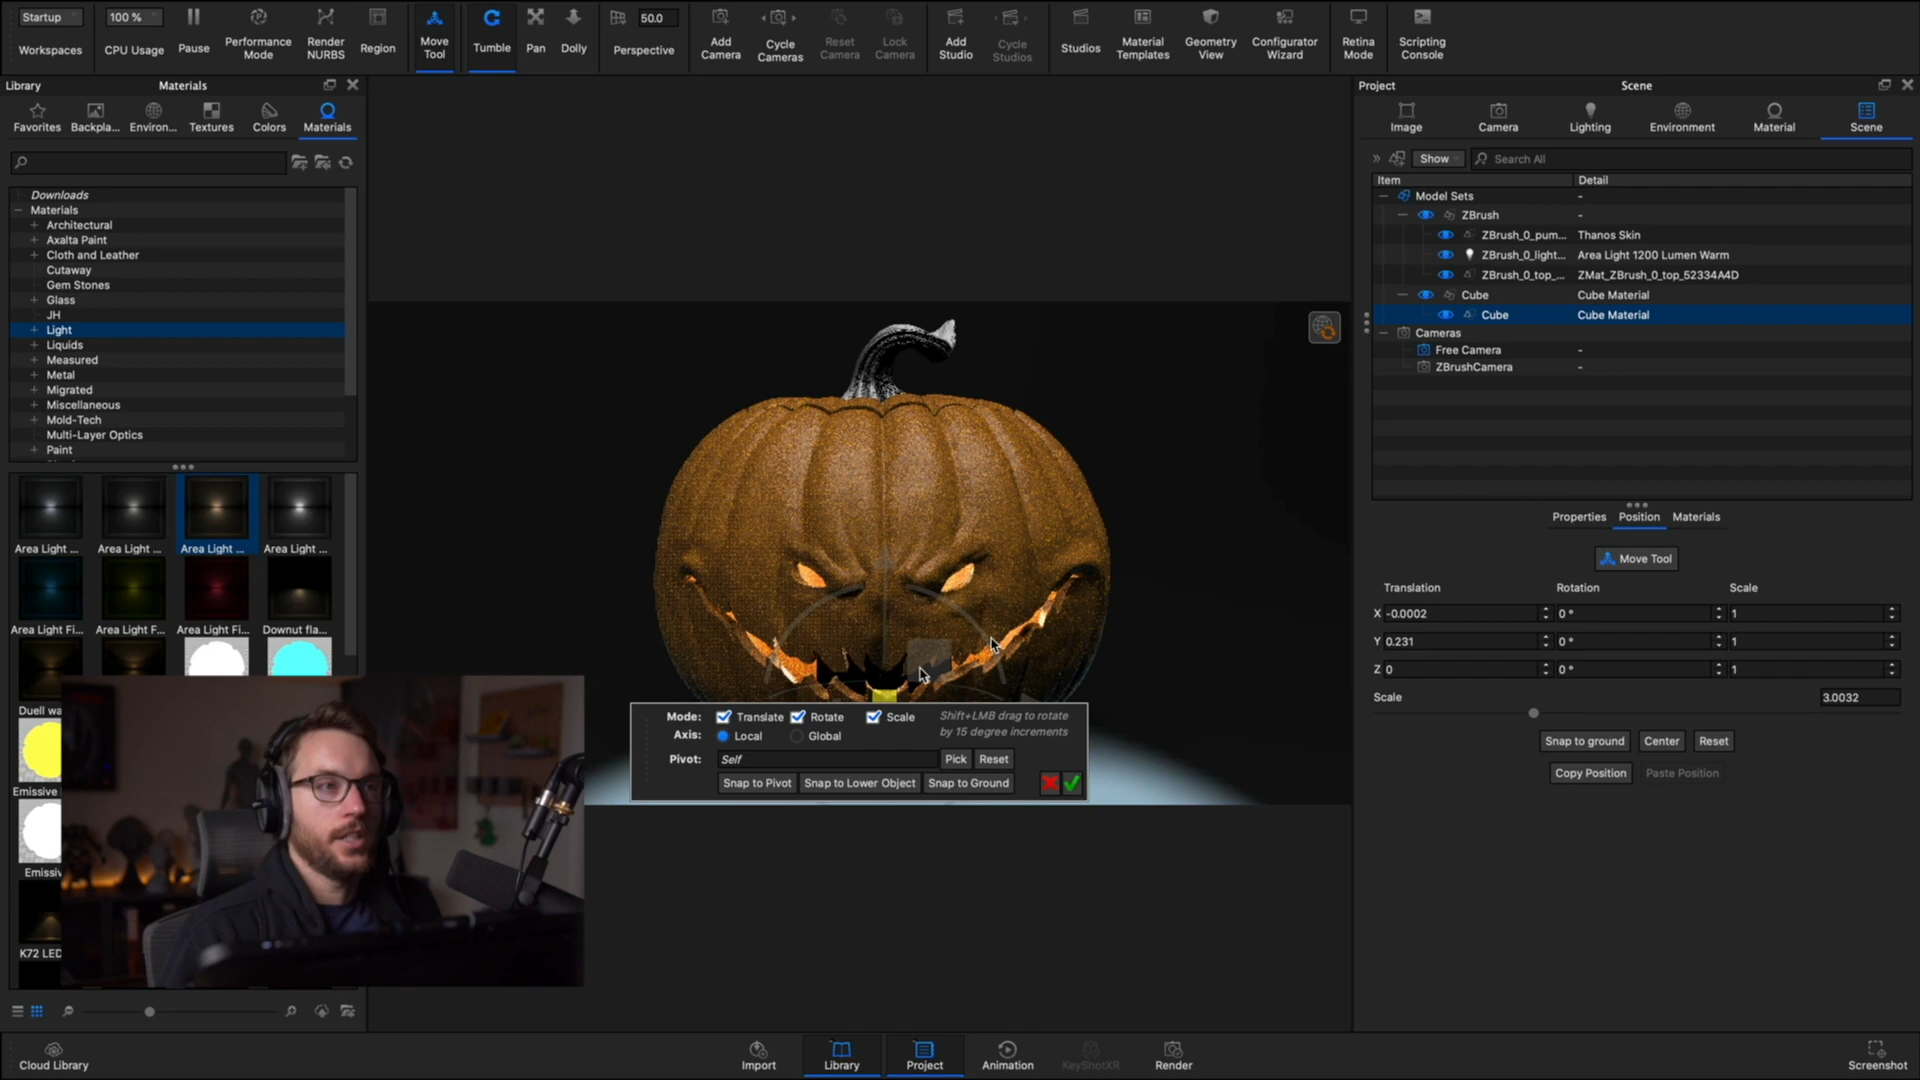 Startup
Workspaces
100 %
CPU Usage
Pause
Performance
Mode
Render
NURBS
Region
Move
Tool
Tumble
Pan
Dolly
50.0
Perspective
Add
Camera
Cycle
Cameras
Reset
Camera
Lock
Camera
Add
Studio
Cycle
Studios
Studios
Material
Templates
Geometry
View
Configurator
Wizard
Retina
Mode
Scripting
Console
Library
Materials
Favorites
Backpla...
Environ...
Textures
Colors
Materials
Downloads
Materials
Architectural
Axalta Paint
Cloth and Leather
Cutaway
Gem Stones
Glass
JH
Light
Liquids
Measured
Metal
Migrated
Miscellaneous
Mold-Tech
Multi-Layer Optics
Paint
Area Light ...
Area Light ...
Area Light ...
Area Light ...
Area Light Fi...
Area Light F...
Area Light Fi...
Downut fla...
Duell wa
Emissive
Emissiv
K72 LED
Mode:
Translate
Rotate
Scale
Shift+LMB drag to rotate
by 15 degree increments
Axis:
Local
Global
Pivot:
Self
Pick
Reset
Snap to Pivot
Snap to Lower Object
Snap to Ground
Project
Scene
Image
Camera
Lighting
Environment
Material
Scene
Show
Search All
Item
Detail
Model Sets
-
ZBrush
-
ZBrush_0_pum...
Thanos Skin
ZBrush_0_light...
Area Light 1200 Lumen Warm
ZBrush_0_top_...
ZMat_ZBrush_0_top_52334A4D
Cube
Cube Material
Cube
Cube Material
Cameras
Free Camera
-
ZBrushCamera
-
Properties
Position
Materials
Move Tool
Translation
Rotation
Scale
X -0.0002
0 °
1
Y 0.231
0 °
1
Z 0
0 °
1
Scale
3.0032
Snap to ground
Center
Reset
Copy Position
Paste Position
Cloud Library
Import
Library
Project
Animation
KeyShotXR
Render
Screenshot